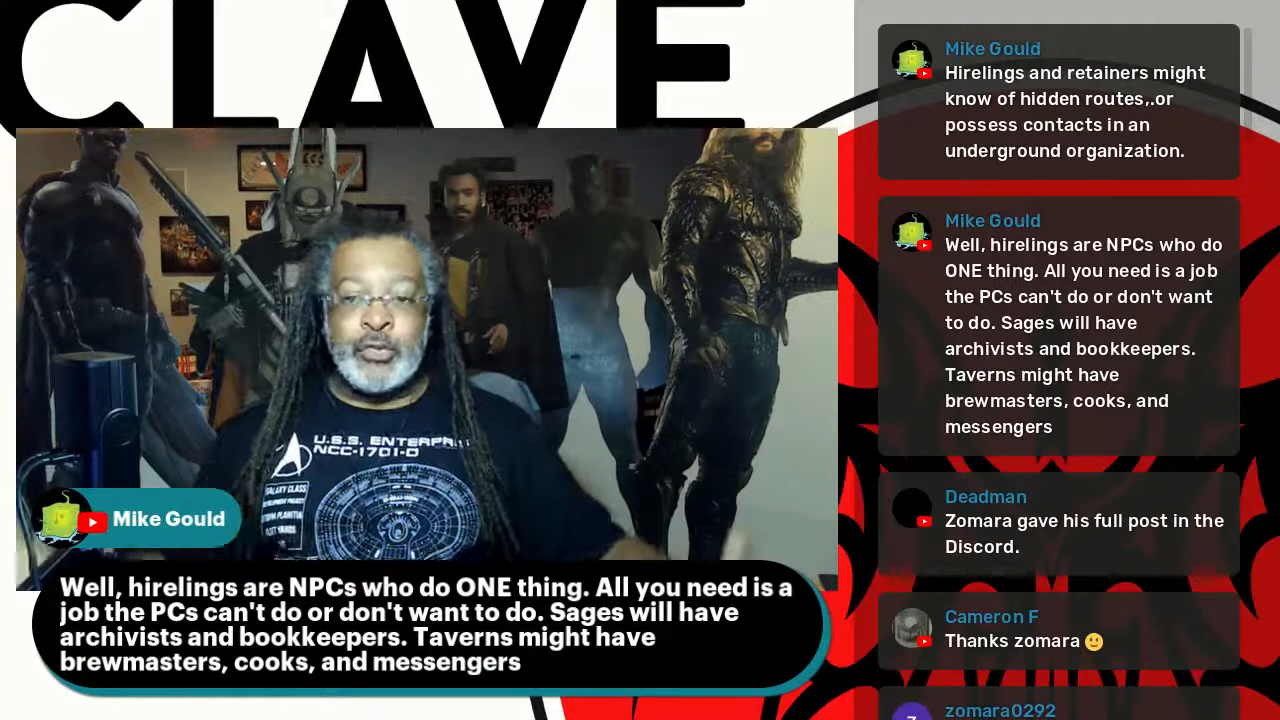 CLAVE
U.S.S. ENTERPR
NCC-1701-D
GALAXY CLASS
Mike Gould
Well, hirelings are NPCs who do ONE thing. All you need is a
job the PCs can't do or don't want to do. Sages will have
archivists and bookkeepers. Taverns might have
brewmasters, cooks, and messengers
Mike Gould
Hirelings and retainers might
know of hidden routes,.or
possess contacts in an
underground organization.
Mike Gould
Well, hirelings are NPCs who do
ONE thing. All you need is a job
the PCs can't do or don't want
to do. Sages will have
archivists and bookkeepers.
Taverns might have
brewmasters, cooks, and
messengers
Deadman
Zomara gave his full post in the
Discord.
Cameron F
Thanks zomara 🙂
zomara0292